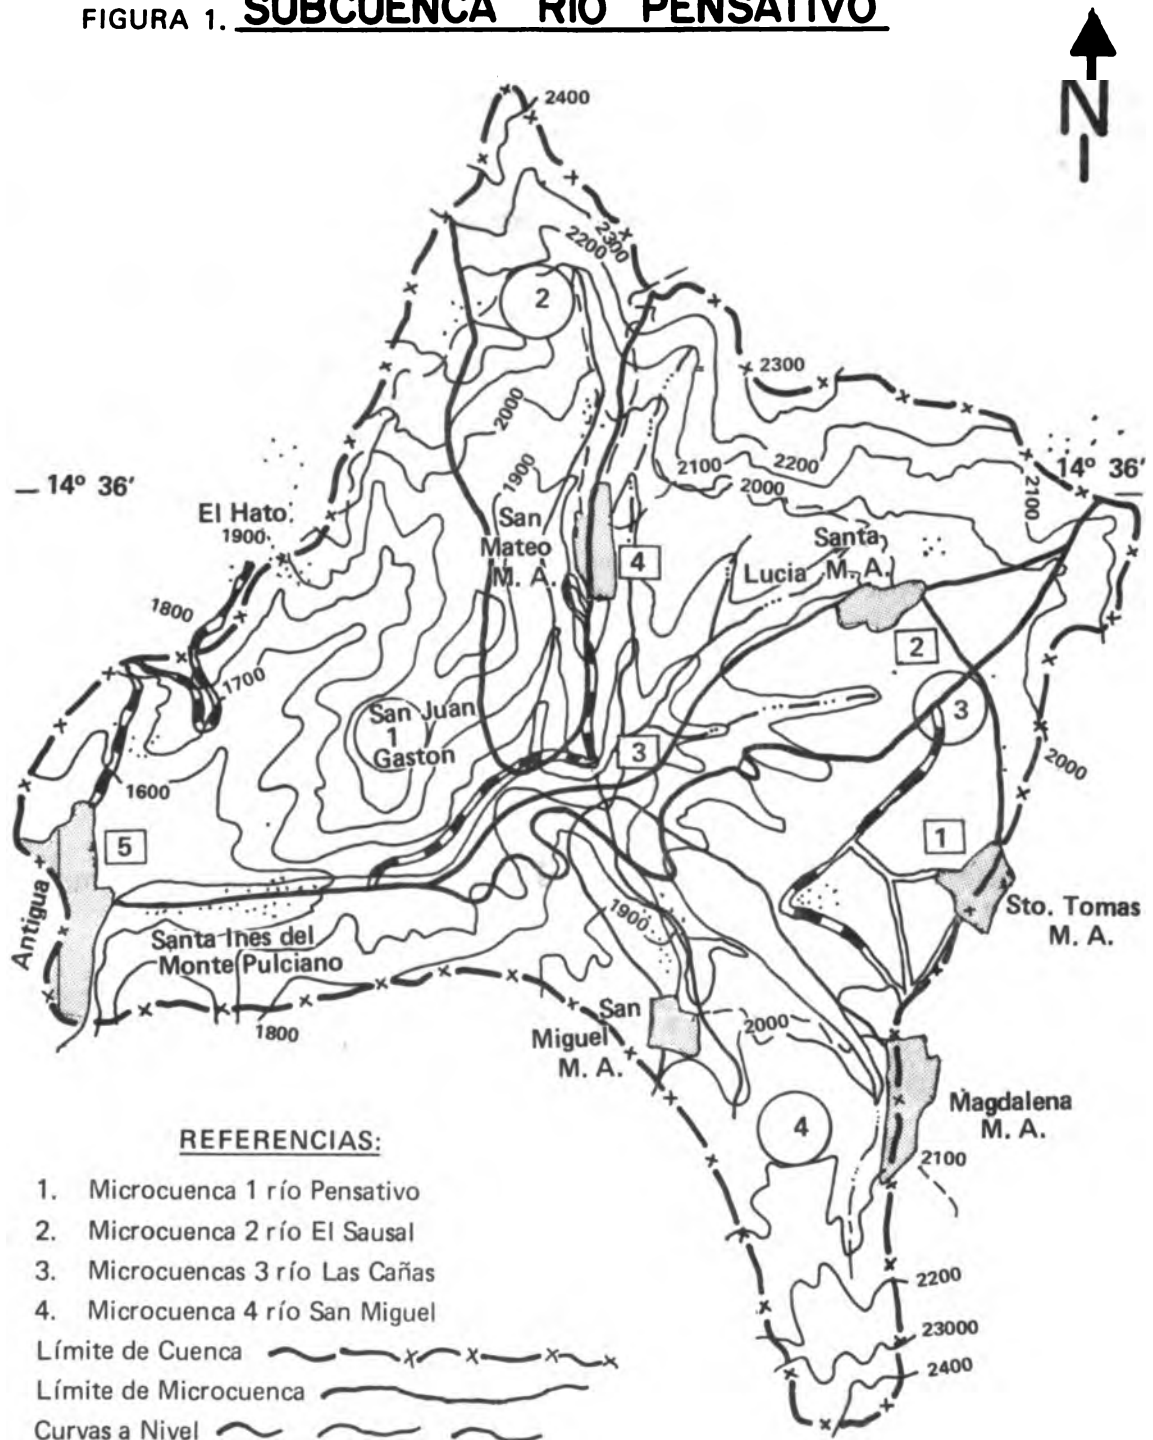 FIGURA 1. SUBCUENCA RIO PENSATIVO
N
2400
2300
2200
2
2300
2000
14° 36'
14° 36'
2100
2200
2000
2100
1900
El Hato
1900
San
Mateo
M. A.
4
Santa
Lucia M. A.
1800
2
1700
San Juan
1
Gaston
3
3
2000
1600
5
1
Antigua
1900
Sto. Tomas
M. A.
Santa Ines del
Monte Pulciano
San
Miguel
M. A.
2000
1800
4
Magdalena
M. A.
2100
REFERENCIAS:
1. Microcuenca 1 río Pensativo
2. Microcuenca 2 río El Sausal
3. Microcuencas 3 río Las Cañas
4. Microcuenca 4 río San Miguel
2200
23000
2400
Límite de Cuenca
Límite de Microcuenca
Curvas a Nivel